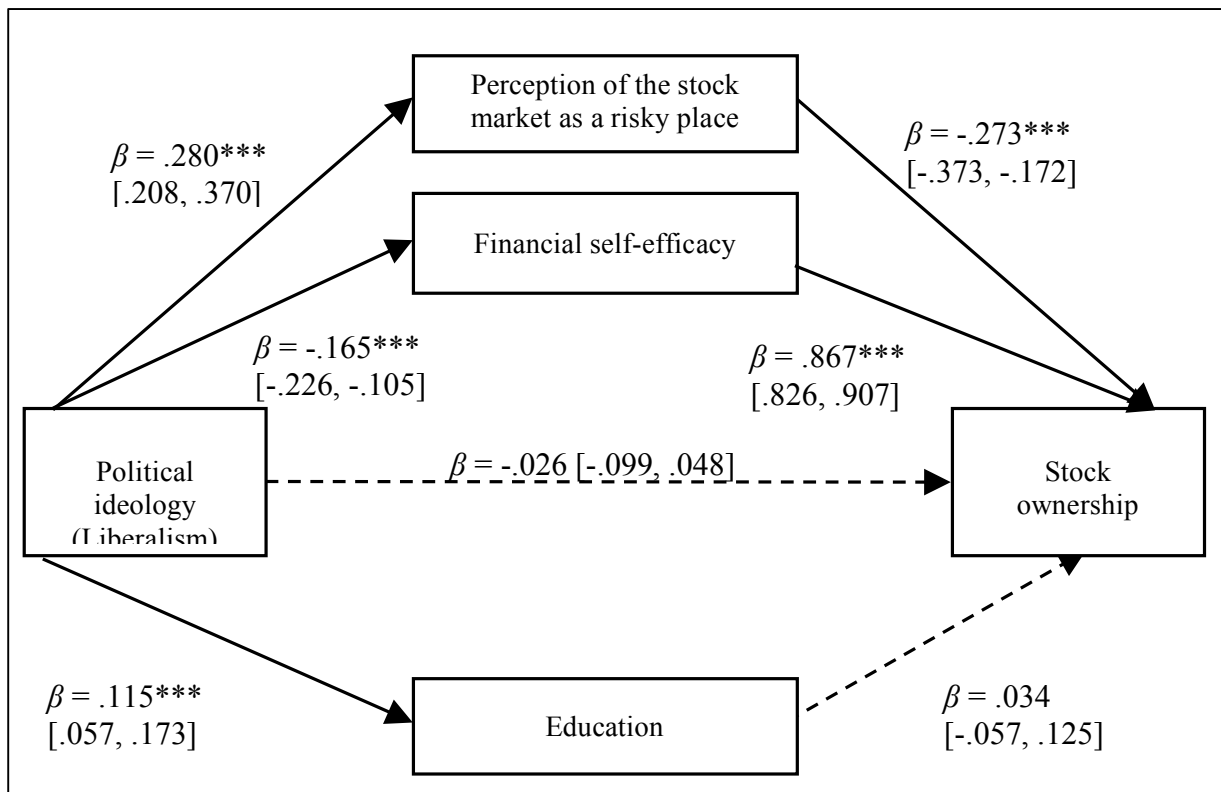 Perception of the stock
market as a risky place
β = .280***
[.208, .370]
β = -.273***
[-.373, -.172]
Financial self-efficacy
β = -.165***
[-.226, -.105]
β = .867***
[.826, .907]
Political
ideology
(Liberalism)
β = -.026 [-.099, .048]
Stock
ownership
β = .115***
[.057, .173]
Education
β = .034
[-.057, .125]